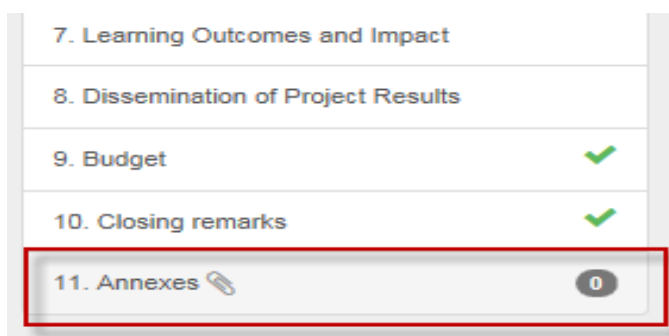 7. Learning Outcomes and Impact
8. Dissemination of Project Results
9. Budget
10. Closing remarks
11. Annexes 0